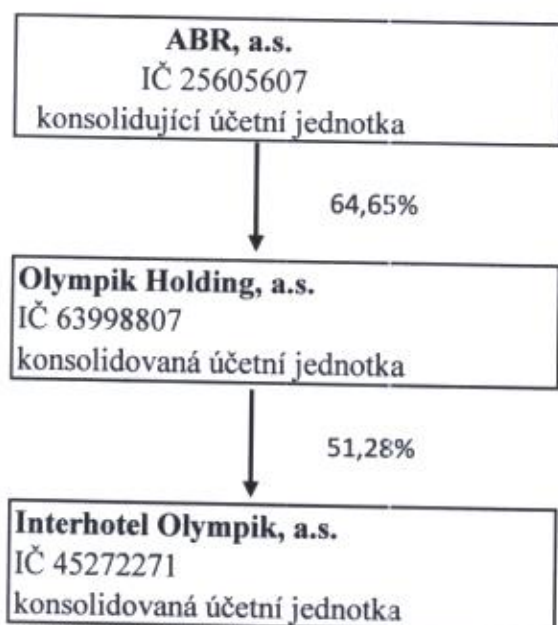 ABR, a.s.
IČ 25605607
konsolidující účetní jednotka
64,65%
Olympik Holding, a.s.
IČ 63998807
konsolidovaná účetní jednotka
51,28%
Interhotel Olympik, a.s.
IČ 45272271
konsolidovaná účetní jednotka